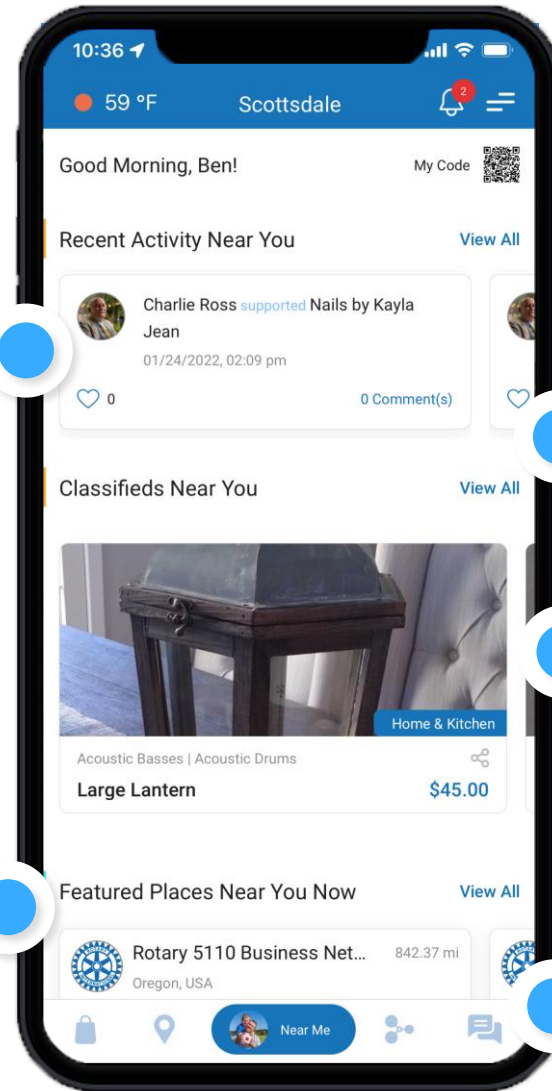 10:36
59 °F
Scottsdale
2
Good Morning, Ben!
My Code
Recent Activity Near You
View All
Charlie Ross supported Nails by Kayla
Jean
01/24/2022, 02:09 pm
0
0 Comment(s)
Classifieds Near You
View All
Home & Kitchen
Acoustic Basses | Acoustic Drums
Large Lantern
$45.00
Featured Places Near You Now
View All
Rotary 5110 Business Net...
842.37 mi
Oregon, USA
Near Me